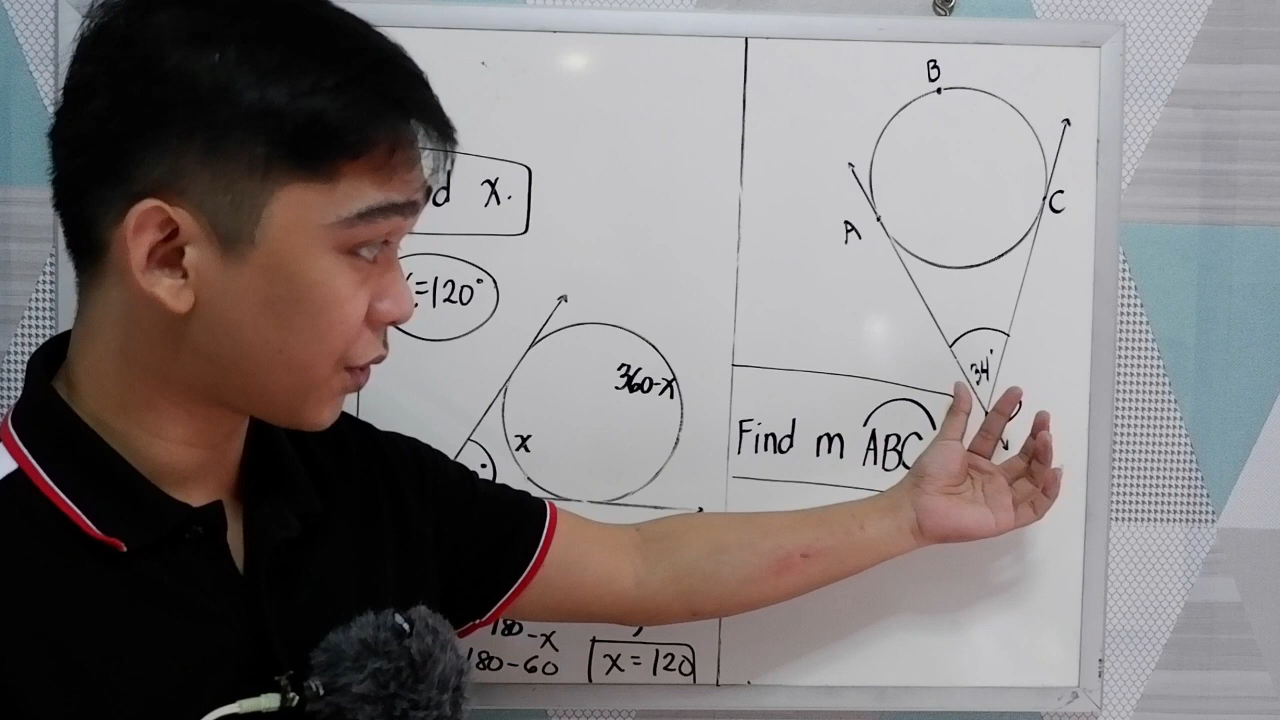 d x.
=120°
360-x
x
180-x
180-60 x=120
B
A
C
34°
Find m ABC